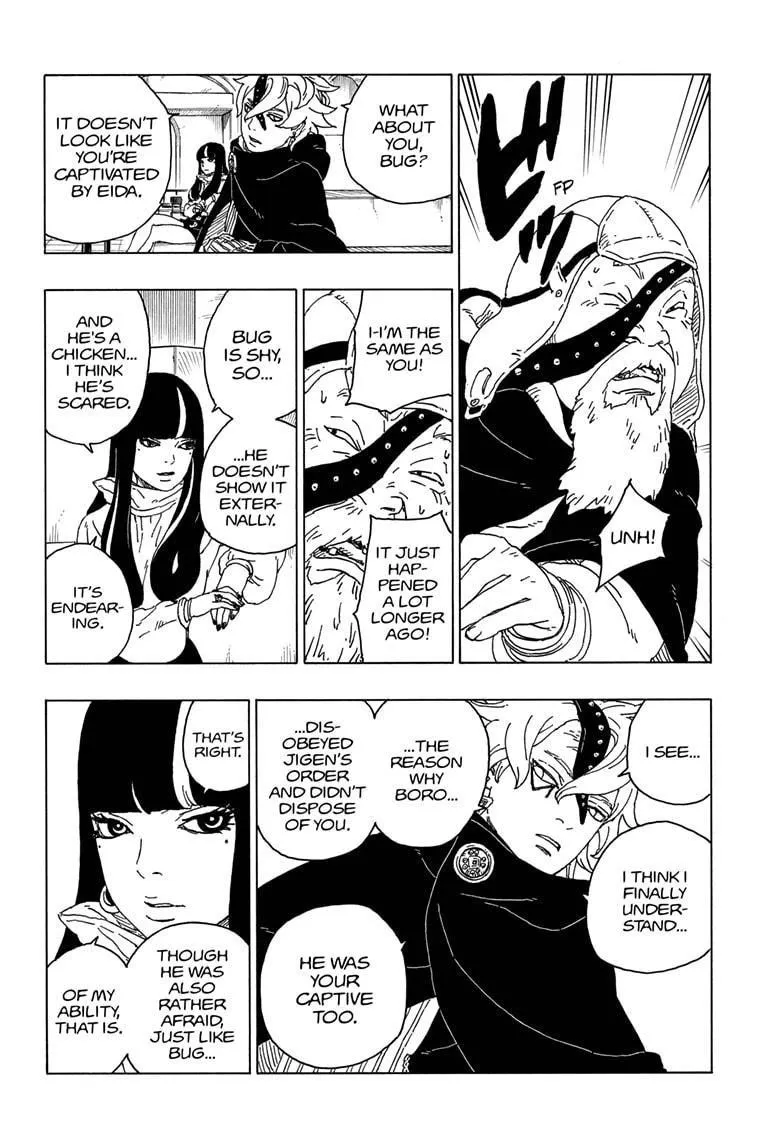 ビビ
FP
UNH!
WHAT
ABOUT
YOU,
BUG?
IT DOESN'T
LOOK LIKE
YOU'RE
CAPTIVATED
BY EIDA.
I-I'M THE
SAME AS
YOU!
IT JUST
HAP-
PENED
A LOT
LONGER
AGO!
BUG
IS SHY,
SO...
...HE
DOESN'T
SHOW IT
EXTER-
NALLY.
AND
HE'S A
CHICKEN...
I THINK
HE'S
SCARED.
IT'S
ENDEAR-
ING.
I SEE...
I THINK I
FINALLY
UNDER-
STAND...
...THE
REASON
WHY
BORO...
...DIS-
OBEYED
JIGEN'S
ORDER
AND DIDN'T
DISPOSE
OF YOU.
HE WAS
YOUR
CAPTIVE
TOO.
THAT'S
RIGHT.
THOUGH
HE WAS
ALSO
RATHER
AFRAID,
JUST LIKE
BUG...
OF MY
ABILITY,
THAT IS.